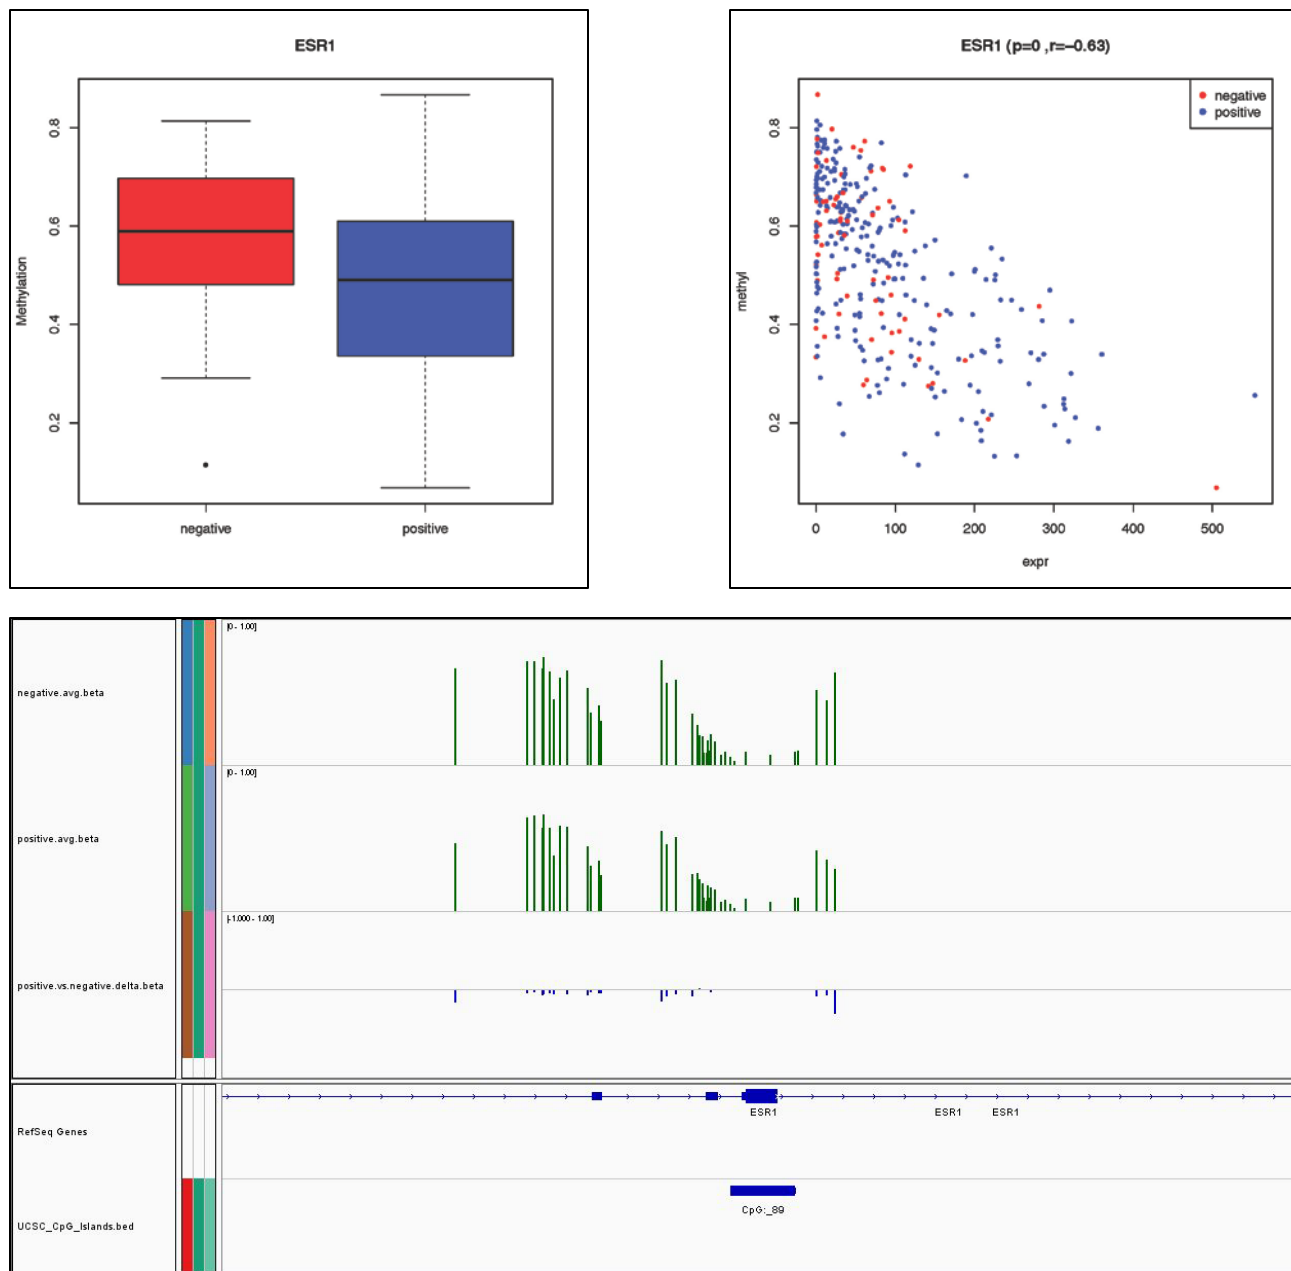 ESR1
Methylation
0.8
0.6
0.4
0.2
negative
positive
ESR1 (p=0 ,r=−0.63)
negative
positive
methyl
0.8
0.6
0.4
0.2
0
100
200
300
400
500
expr
negative.avg.beta
[0 - 1.00]
positive.avg.beta
[0 - 1.00]
positive.vs.negative.delta.beta
[-1.000 - 1.00]
RefSeq Genes
ESR1
ESR1
ESR1
UCSC_CpG_Islands.bed
CpG:_89